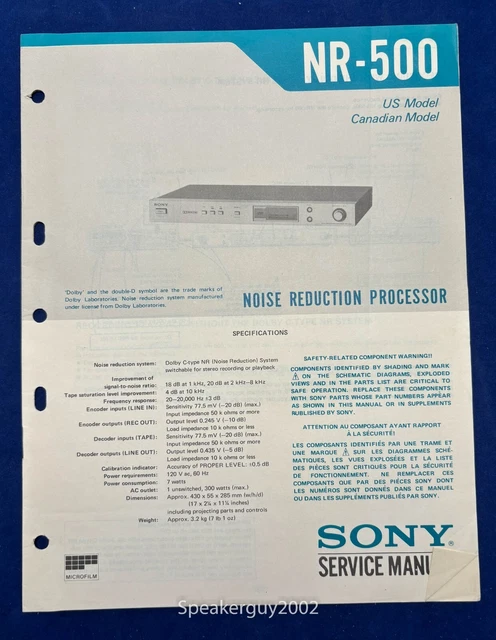 NR-500
US Model
Canadian Model
SONY
"Dolby" and the double-D symbol are the trade marks of
Dolby Laboratories. Noise reduction system manufactured
under license from Dolby Laboratories.
NOISE REDUCTION PROCESSOR
SPECIFICATIONS
Noise reduction system: Dolby C-type NR (Noise Reduction) System
switchable for stereo recording or playback
Improvement of
signal-to-noise ratio: 18 dB at 1 kHz, 20 dB at 2 kHz–8 kHz
Tape saturation level improvement: 4 dB at 10 kHz
Frequency response: 20–20,000 Hz ±3 dB
Encoder inputs (LINE IN): Sensitivity 77.5 mV (–20 dB) (max.)
Input impedance 50 k ohms or more
Encoder outputs (REC OUT): Output level 0.245 V (–10 dB)
Load impedance 10 k ohms or less
Decoder inputs (TAPE): Sensitivity 77.5 mV (–20 dB) (max.)
Input impedance 50 k ohms or more
Decoder outputs (LINE OUT): Output level 0.435 V (–5 dB)
Load impedance 10 k ohms or less
Calibration indicator: Accuracy of PROPER LEVEL: ±0.5 dB
Power requirements: 120 V ac, 60 Hz
Power consumption: 7 watts
AC outlet: 1 unswitched, 300 watts (max.)
Dimensions: Approx. 430 x 55 x 285 mm (w/h/d)
(17 x 2¼ x 11¼ inches)
including projecting parts and controls
Weight: Approx. 3.2 kg (7 lb 1 oz)
SAFETY-RELATED COMPONENT WARNING!!
COMPONENTS IDENTIFIED BY SHADING AND MARK
⚠ ON THE SCHEMATIC DIAGRAMS, EXPLODED
VIEWS AND IN THE PARTS LIST ARE CRITICAL TO
SAFE OPERATION. REPLACE THESE COMPONENTS
WITH SONY PARTS WHOSE PART NUMBERS APPEAR
AS SHOWN IN THIS MANUAL OR IN SUPPLEMENTS
RUBLISHED BY SONY.
ATTENTION AU COMPOSANT AYANT RAPPORT
À LA SÉCURITÉ!
LES COMPOSANTS IDENTIFIÉS PAR UNE TRAME ET
UNE MARQUE ⚠ SUR LES DIAGRAMMES SCHÉ-
MATIQUES, LES VUES EXPLOSÉES ET LA LISTE
DES PIÈCES SONT CRITIQUES POUR LA SÉCURITÉ
DE FONCTIONNEMENT. NE REMPLACER CES
COMPOSANTS QUE PAR DES PIÈCES SONY DONT
LES NUMÉROS SONT DONNÉS DANS CE MANUEL
OU DANS LES SUPPLÉMENTS PUBLIÉS PAR SONY.
MICROFILM
SONY®
SERVICE MANU
Speakerguy2002